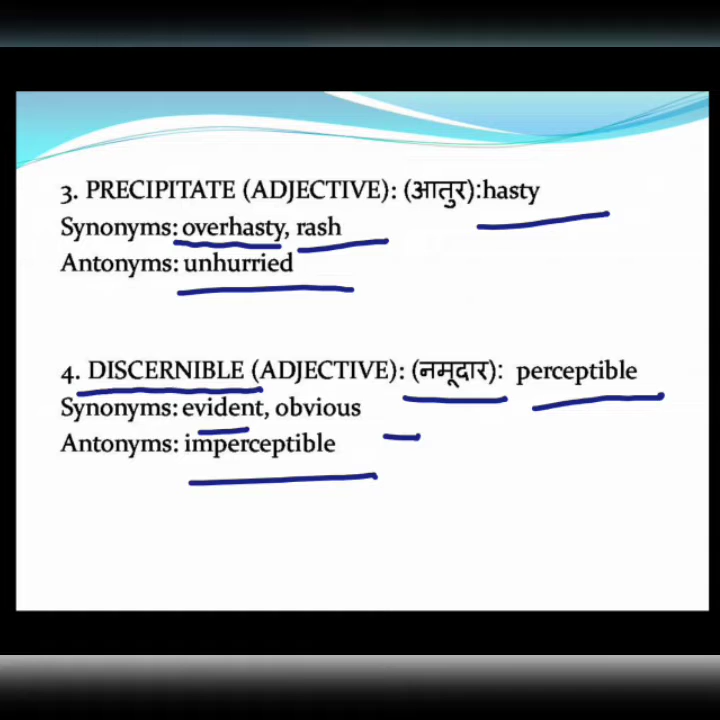 3. PRECIPITATE (ADJECTIVE): (आतुर):hasty
Synonyms: overhasty, rash
Antonyms: unhurried
4. DISCERNIBLE (ADJECTIVE): (नमूदार): perceptible
Synonyms: evident, obvious
Antonyms: imperceptible